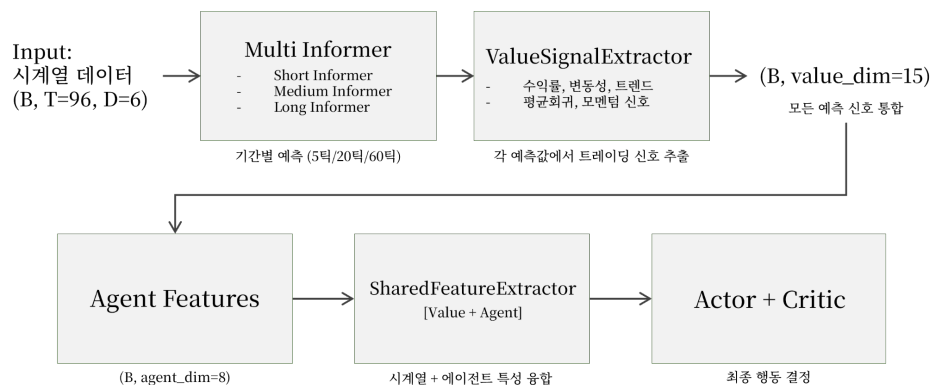 Input:
시계열 데이터
(B, T=96, D=6)
Multi Informer
- Short Informer
- Medium Informer
- Long Informer
기간별 예측 (5틱/20틱/60틱)
ValueSignalExtractor
- 수익률, 변동성, 트렌드
- 평균회귀, 모멘텀 신호
각 예측값에서 트레이딩 신호 추출
(B, value_dim=15)
모든 예측 신호 통합
Agent Features
(B, agent_dim=8)
SharedFeatureExtractor
[Value + Agent]
시계열 + 에이전트 특성 융합
Actor + Critic
최종 행동 결정